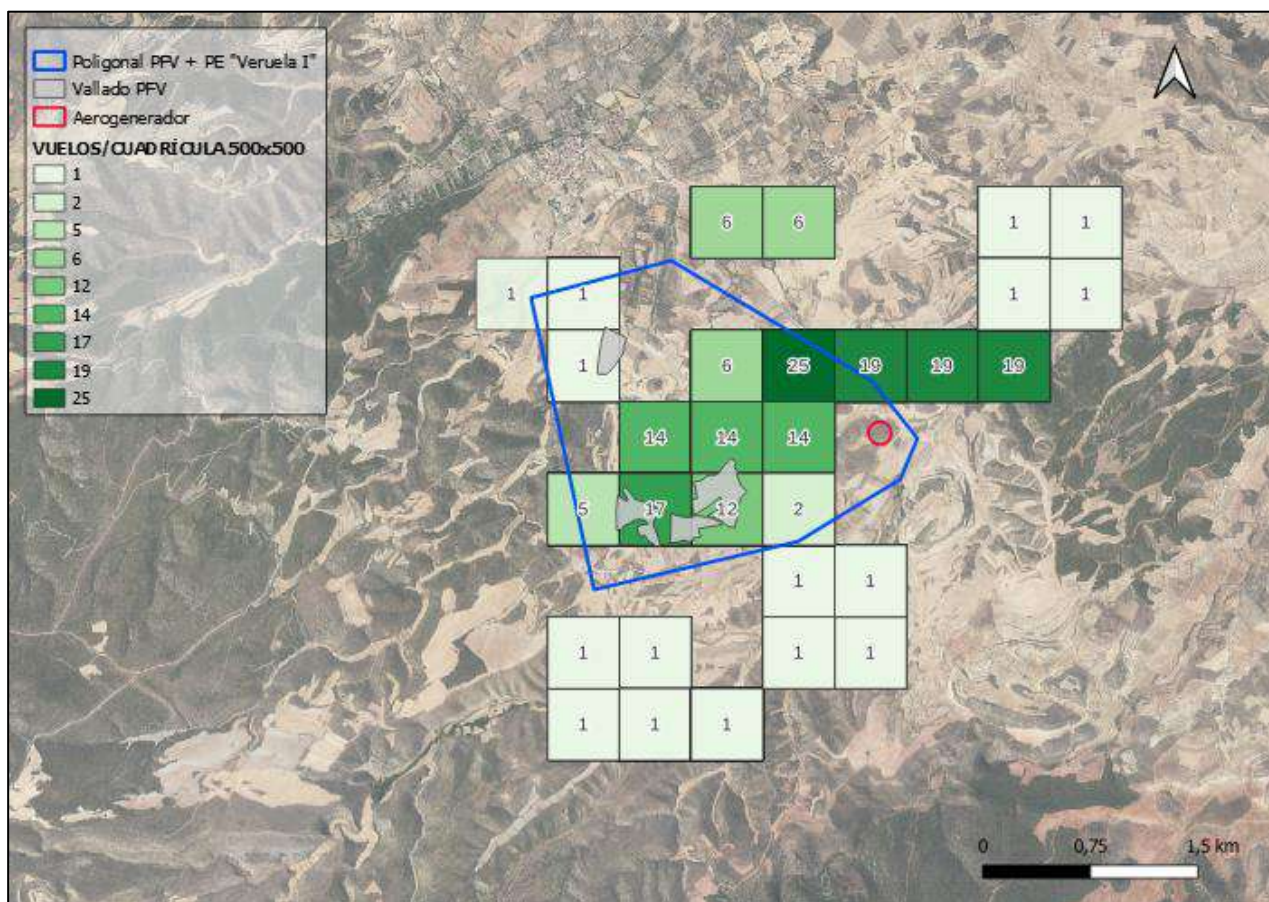 Poligonal PFV + PE "Veruela I"
Vallado PFV
Aerogenerador
VUELOS/CUADRÍCULA 500x500
1
2
5
6
12
14
17
19
25
6 6 1 1
1 1 1 1
1 6 25 19 19 19
14 14 14
5 17 12 2
1 1
1 1 1 1
1 1 1
0 0,75 1,5 km